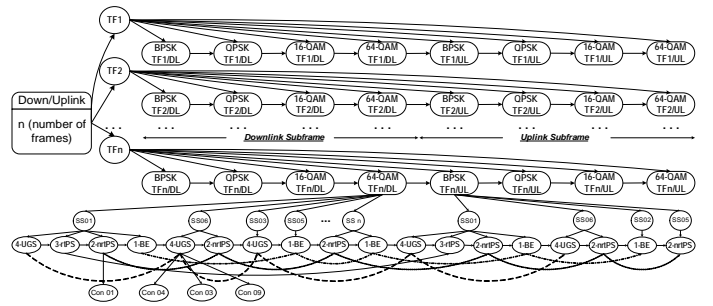 TF1
BPSK QPSK 16-QAM 64-QAM BPSK QPSK 16-QAM 64-QAM
TF1/DL TF1/DL TF1/DL TF1/DL TF1/UL TF1/UL TF1/UL TF1/UL
TF2
Down/Uplink
n (number of
frames)
BPSK QPSK 16-QAM 64-QAM BPSK QPSK 16-QAM 64-QAM
TF2/DL TF2/DL TF2/DL TF2/DL TF2/UL TF2/UL TF2/UL TF2/UL
... ... ... ... ... ... ... ... ...
Downlink Subframe Uplink Subframe
TFn
BPSK QPSK 16-QAM 64-QAM BPSK QPSK 16-QAM 64-QAM
TFn/DL TFn/DL TFn/DL TFn/DL TFn/UL TFn/UL TFn/UL TFn/UL
SS01 SS06 SS03 SS05 ... SS n SS01 SS06 SS02 SS05
4-UGS 3-rtPS 2-nrtPS 1-BE 4-UGS 2-nrtPS 4-UGS 1-BE 2-nrtPS 1-BE 4-UGS 3-rtPS 2-nrtPS 1-BE 4-UGS 2-nrtPS 1-BE 2-nrtPS
Con 01 Con 04 Con 03 Con 09